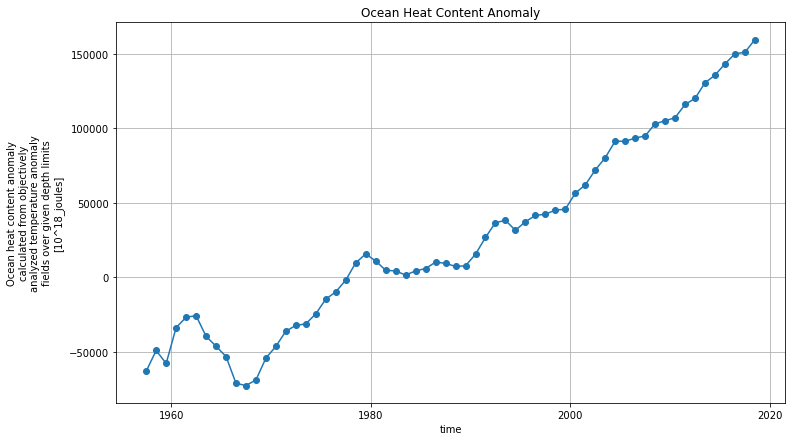 Ocean Heat Content Anomaly
150000
100000
50000
0
−50000
Ocean heat content anomaly
calculated from objectively
analyzed temperature anomaly
fields over given depth limits
[10^18_joules]
1960
1980
2000
2020
time